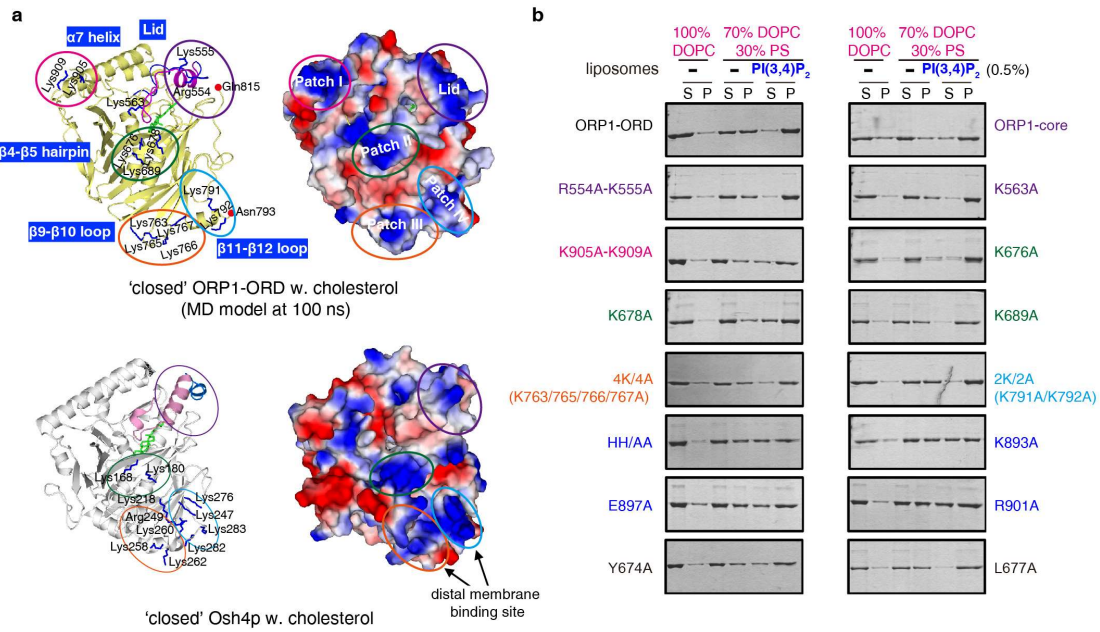 a
α7 helix
Lid
Lys909
Lys905
Lys555
Arg554
Gln815
Lys563
Lys676
Lys678
Lys689
β4-β5 hairpin
Lys791
Lys792
Asn793
β9-β10 loop
Lys763
Lys767
Lys765
Lys766
β11-β12 loop
Patch I
Lid
Patch II
Patch IV
Patch III
'closed' ORP1-ORD w. cholesterol
(MD model at 100 ns)
Lys168
Lys180
Lys218
Lys276
Arg249
Lys247
Lys260
Lys283
Lys258
Lys282
Lys262
distal membrane
binding site
'closed' Osh4p w. cholesterol
b
100% 70% DOPC 100% 70% DOPC
DOPC 30% PS DOPC 30% PS
liposomes - - PI(3,4)P2 - - PI(3,4)P2 (0.5%)
S P S P S P S P S P S P
ORP1-ORD ORP1-core
R554A-K555A K563A
K905A-K909A K676A
K678A K689A
4K/4A 2K/2A
(K763/765/766/767A) (K791A/K792A)
HH/AA K893A
E897A R901A
Y674A L677A